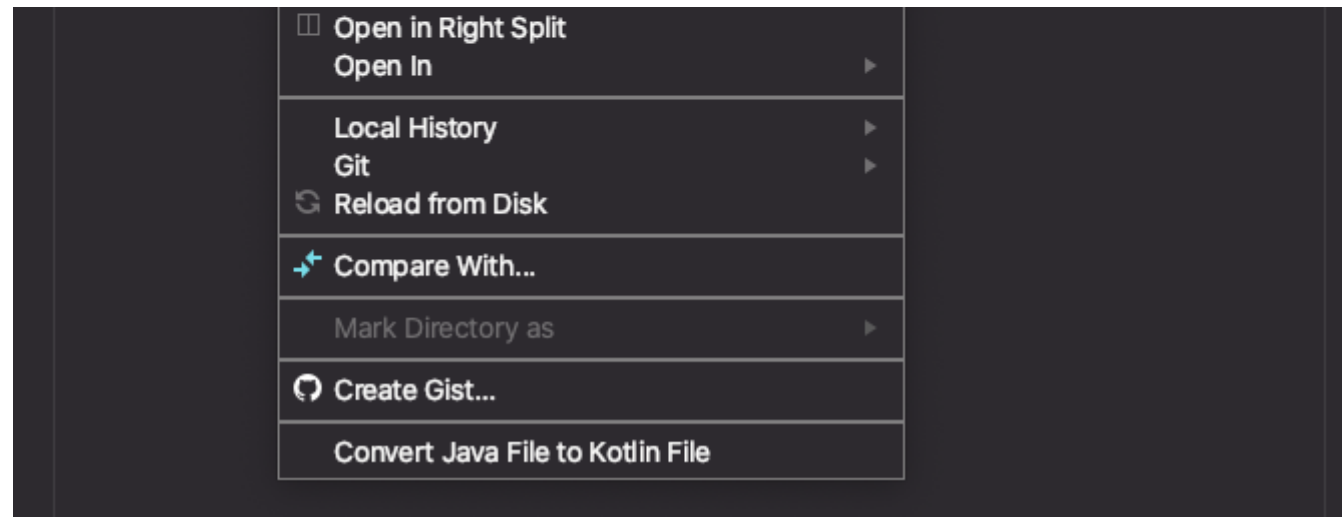 Open in Right Split
Open In
Local History
Git
Reload from Disk
Compare With...
Mark Directory as
Create Gist...
Convert Java File to Kotlin File